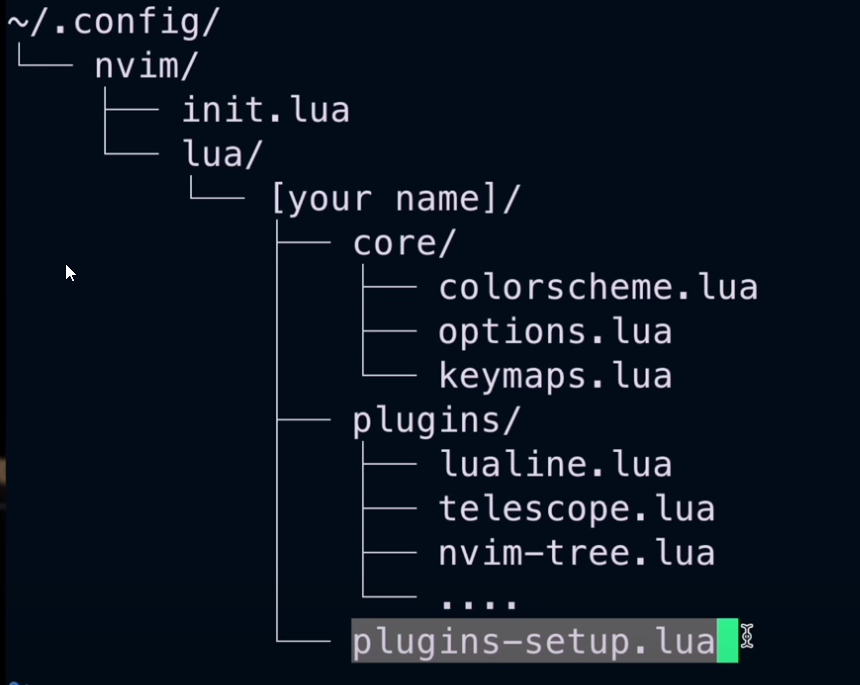 ~/.config/
nvim/
init.lua
lua/
[your name]/
core/
colorscheme.lua
options.lua
keymaps.lua
plugins/
lualine.lua
telescope.lua
nvim-tree.lua
....
plugins-setup.lua